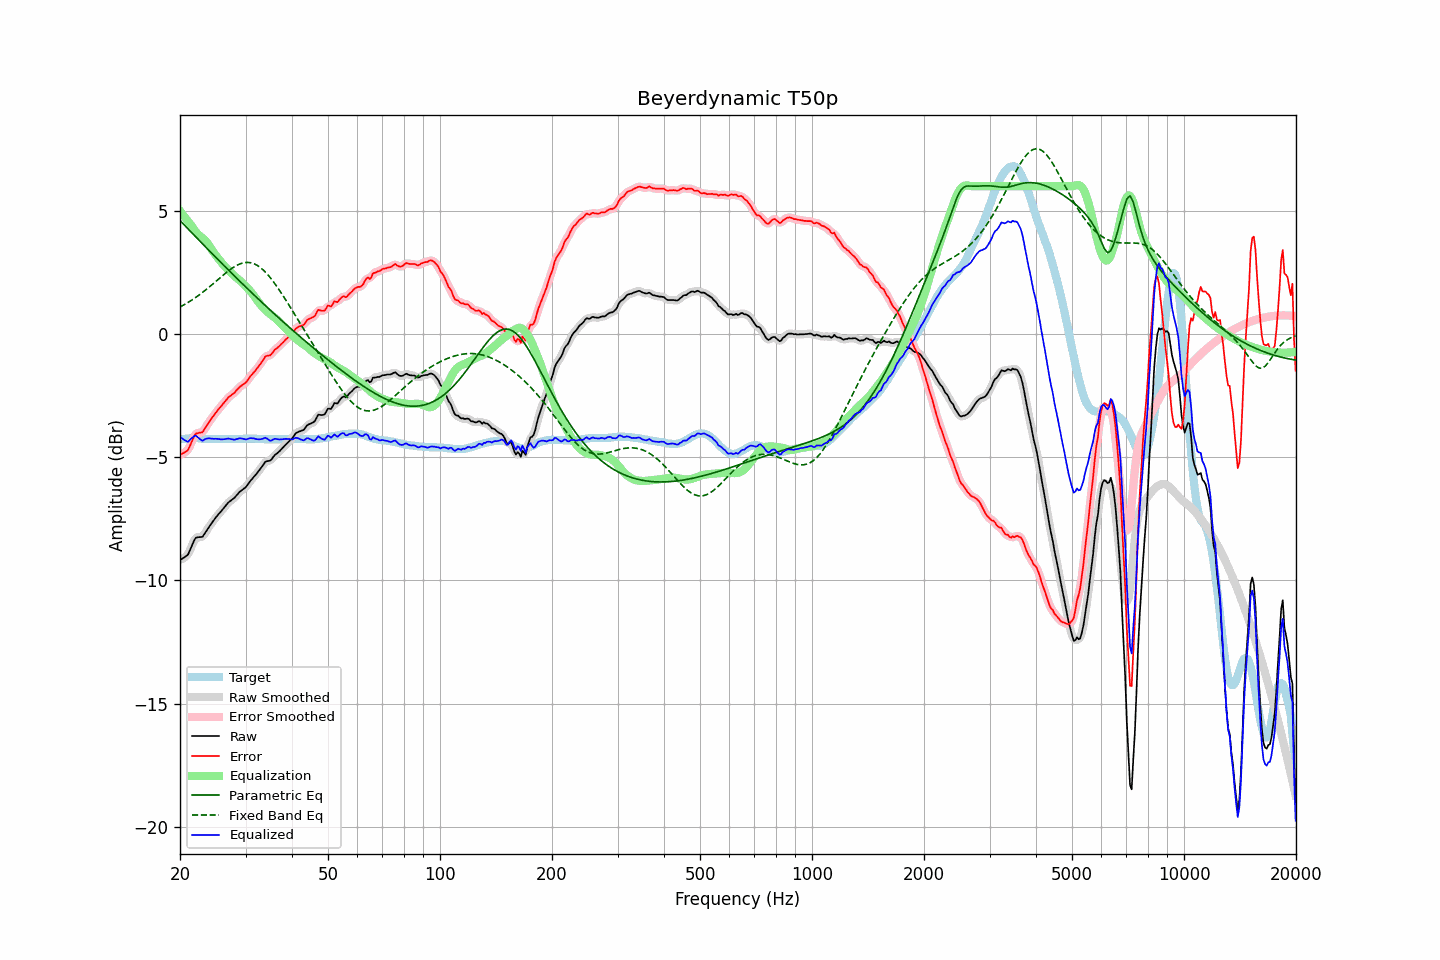 Beyerdynamic T50p
Amplitude (dBr)
5
0
−5
−10
−15
−20
Target
Raw Smoothed
Error Smoothed
Raw
Error
Equalization
Parametric Eq
Fixed Band Eq
Equalized
20 50 100 200 500 1000 2000 5000 10000 20000
Frequency (Hz)